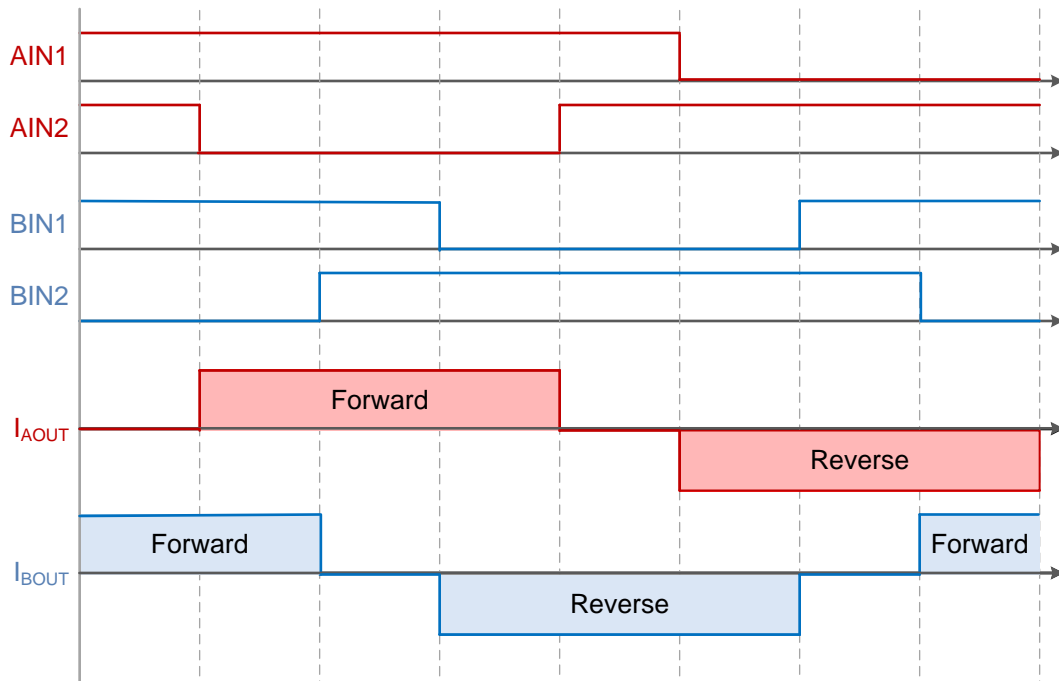 AIN1
AIN2
BIN1
BIN2
Forward
IAOUT
Reverse
Forward
Forward
IBOUT
Reverse